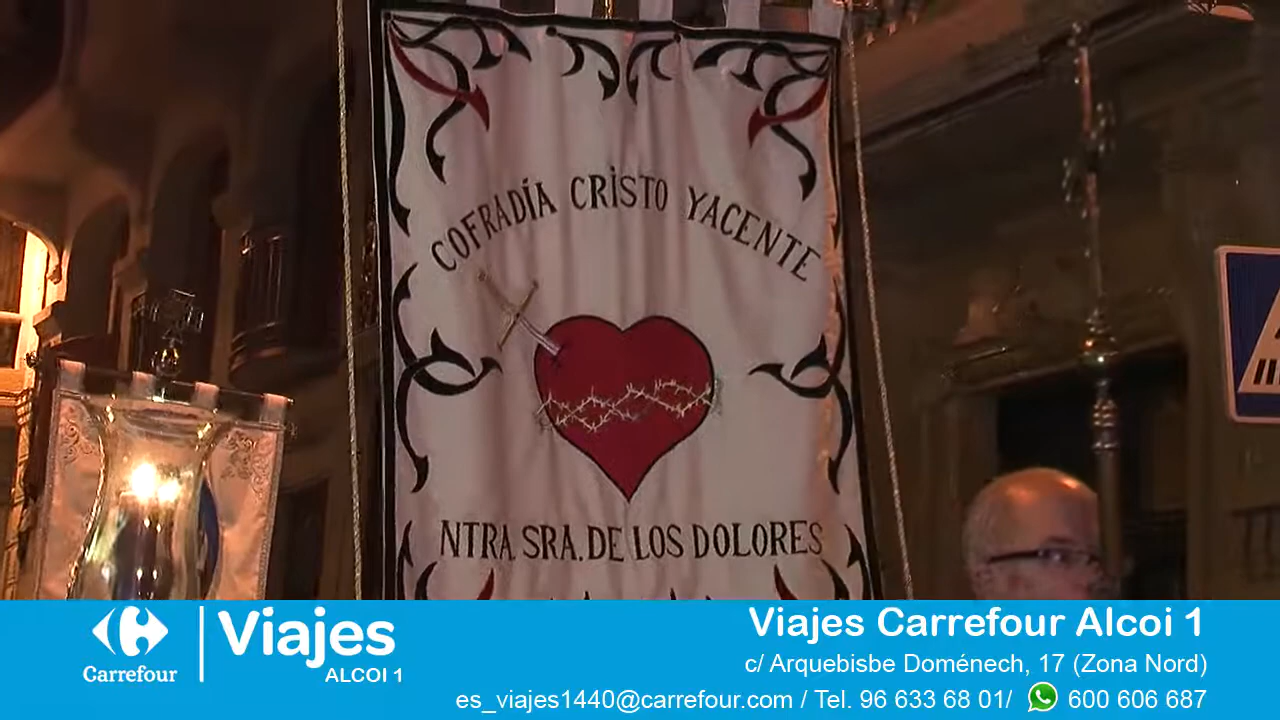 COFRADÍA CRISTO YACENTE
NTRA. SRA. DE LOS DOLORES
Carrefour
Viajes
ALCOI 1
Viajes Carrefour Alcoi 1
c/ Arquebisbe Doménech, 17 (Zona Nord)
es_viajes1440@carrefour.com / Tel. 96 633 68 01/ 600 606 687